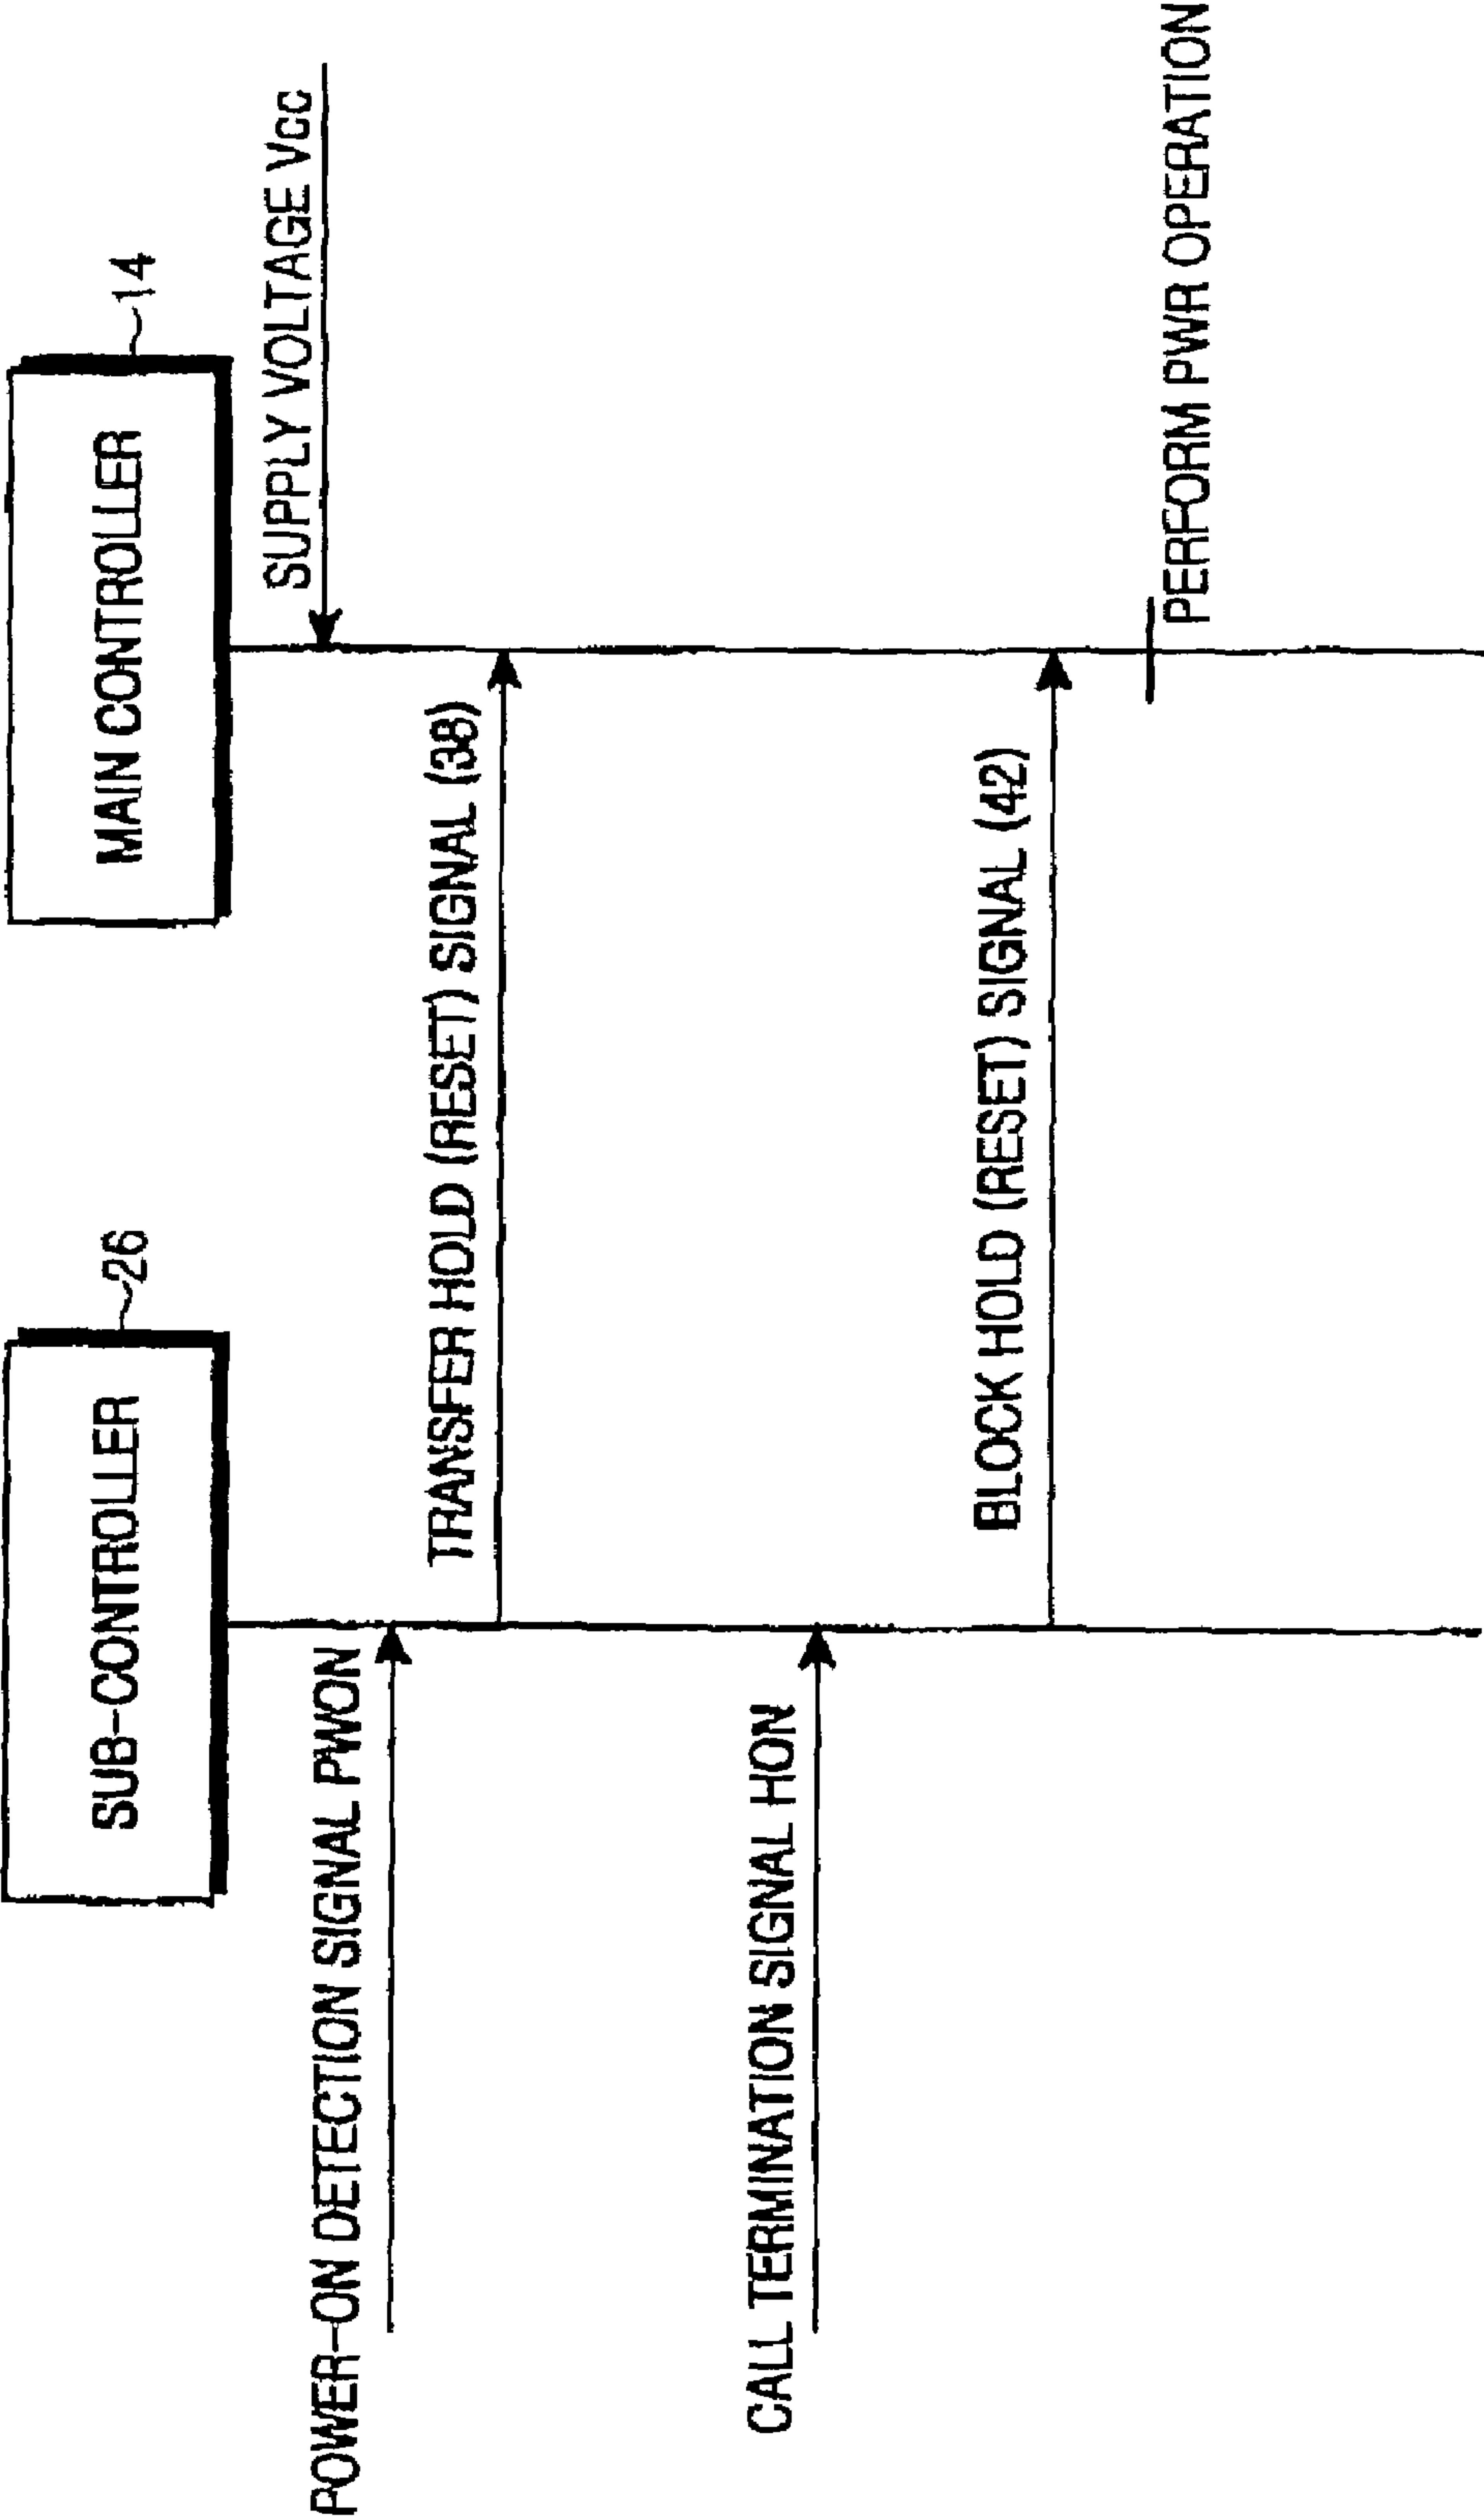 SUB-CONTROLLER
26
MAIN CONTROLLER
14
SUPPLY VOLTAGE Vcc
POWER-ON DETECTION SIGNAL PWON
TRANSFER HOLD (RESET) SIGNAL (38)
CALL TERMINATION SIGNAL HON
BLOCK HOLD (RESET) SIGNAL (42)
PERFORM PWR OPERATION